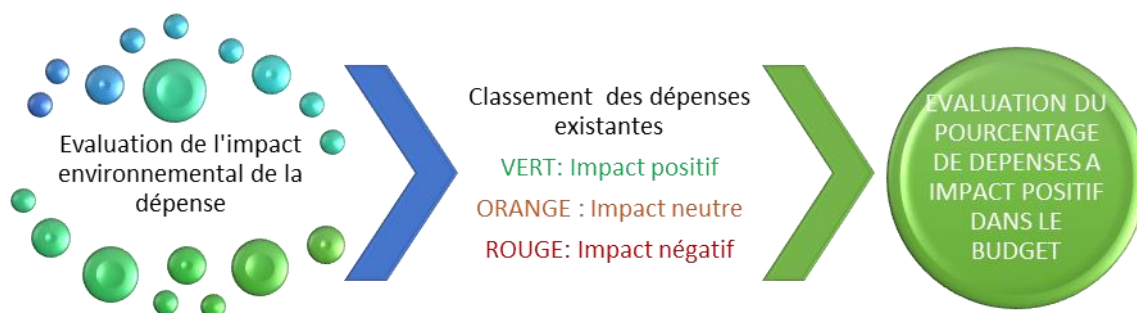 Evaluation de l'impact
environnemental de la
dépense
Classement des dépenses
existantes
VERT: Impact positif
ORANGE : Impact neutre
ROUGE: Impact négatif
EVALUATION DU
POURCENTAGE
DE DEPENSES A
IMPACT POSITIF
DANS LE
BUDGET